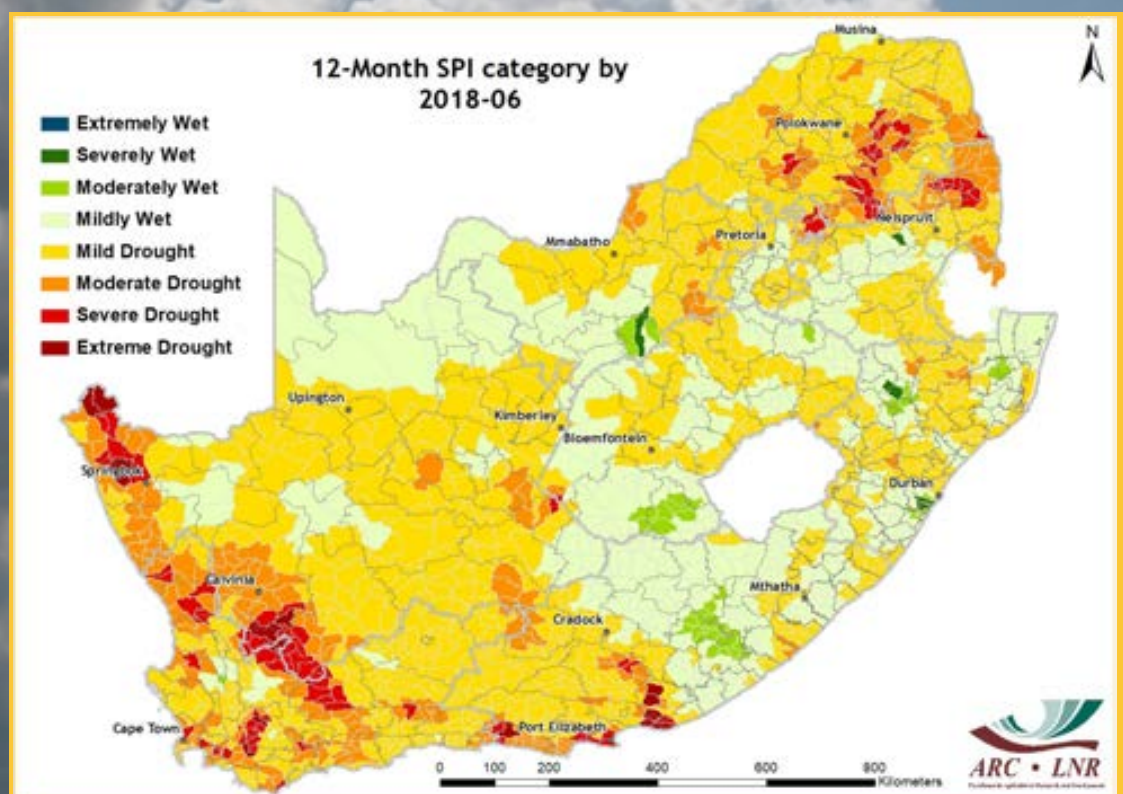 12-Month SPI category by
2018-06
N
Extremely Wet
Severely Wet
Moderately Wet
Mildly Wet
Mild Drought
Moderate Drought
Severe Drought
Extreme Drought
Musina
Polokwane
Nelspruit
Pretoria
Mmabatho
Upington
Kimberley
Bloemfontein
Springbok
Durban
Calvinia
Mthatha
Cradock
Cape Town
Port Elizabeth
0 100 200 400 600 800
Kilometers
ARC • LNR